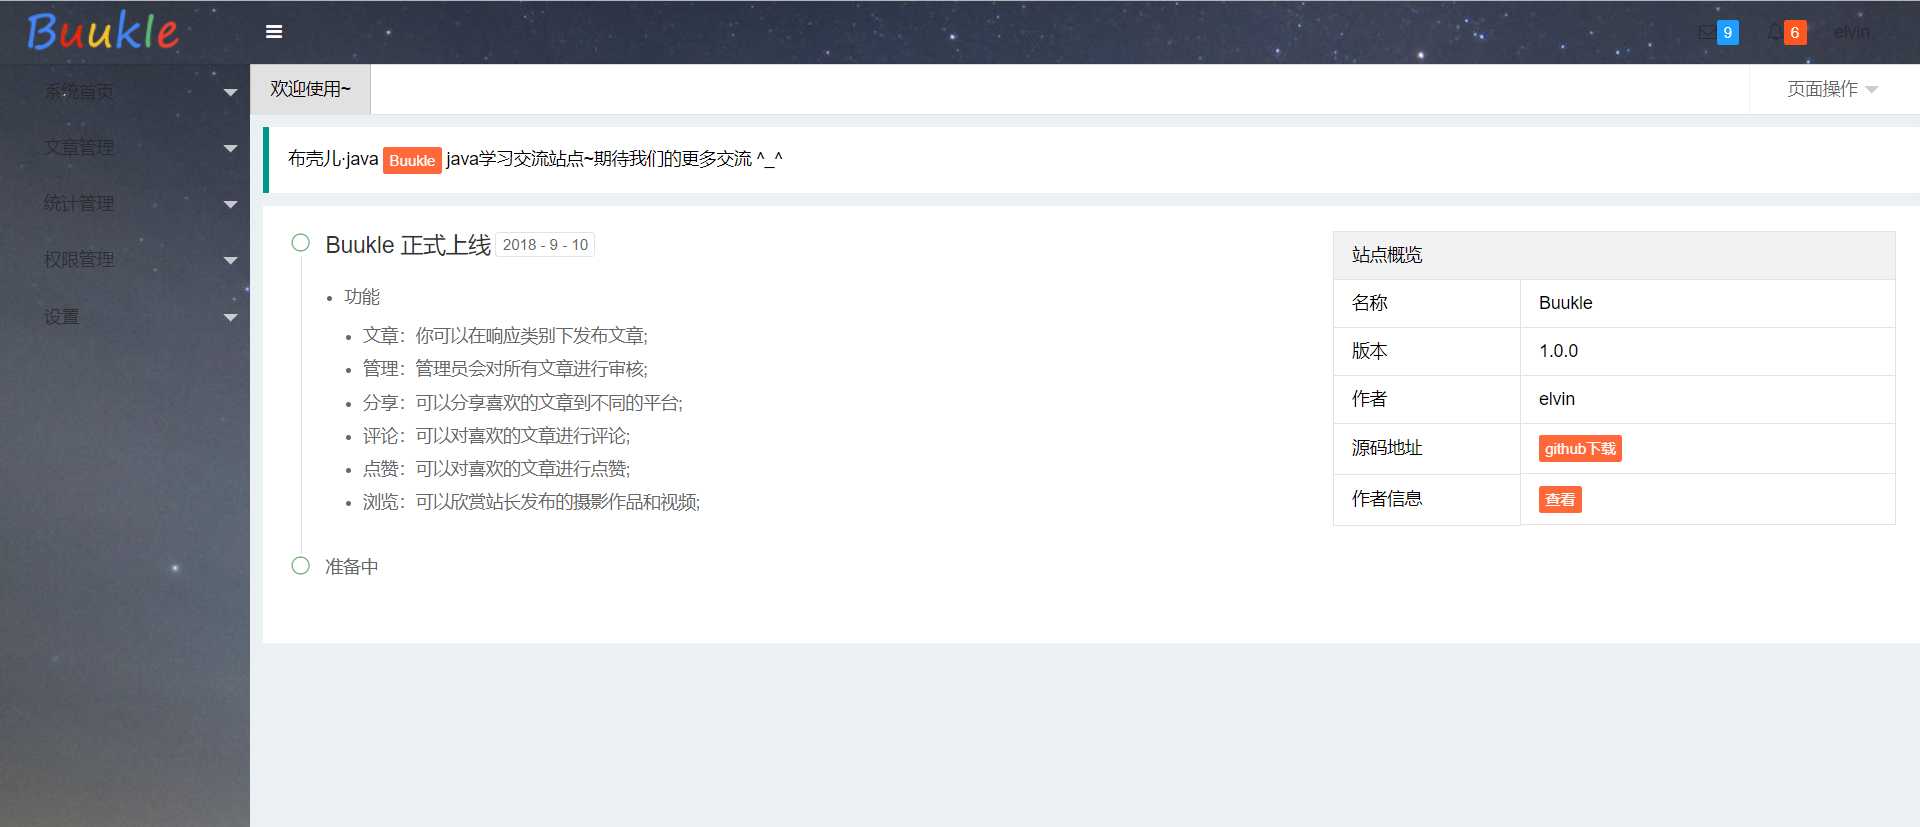 Buukle
9
6
elvin
系统首页
文章管理
统计管理
权限管理
设置
欢迎使用~
页面操作
布壳儿·java Buukle java学习交流站点~期待我们的更多交流 ^_^
Buukle 正式上线 2018 - 9 - 10
功能
文章：你可以在响应类别下发布文章;
管理：管理员会对所有文章进行审核;
分享：可以分享喜欢的文章到不同的平台;
评论：可以对喜欢的文章进行评论;
点赞：可以对喜欢的文章进行点赞;
浏览：可以欣赏站长发布的摄影作品和视频;
准备中
站点概览
名称 Buukle
版本 1.0.0
作者 elvin
源码地址 github下载
作者信息 查看